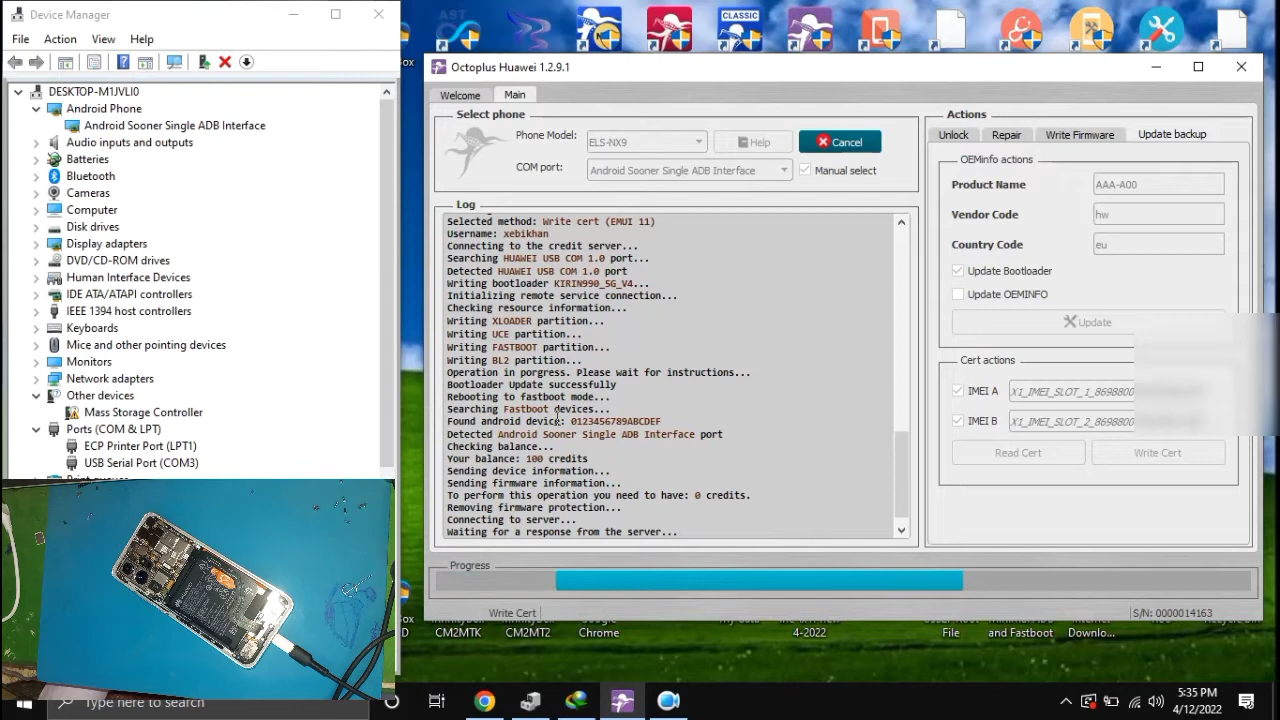 Device Manager
File Action View Help
DESKTOP-M1JVLI0
Android Phone
Android Sooner Single ADB Interface
Audio inputs and outputs
Batteries
Bluetooth
Cameras
Computer
Disk drives
Display adapters
DVD/CD-ROM drives
Human Interface Devices
IDE ATA/ATAPI controllers
IEEE 1394 host controllers
Keyboards
Mice and other pointing devices
Monitors
Network adapters
Other devices
Mass Storage Controller
Ports (COM & LPT)
ECP Printer Port (LPT1)
USB Serial Port (COM3)
AST
CLASSIC
Octoplus Huawei 1.2.9.1
Welcome Main
Select phone
Phone Model: ELS-NX9 Help Cancel
COM port: Android Sooner Single ADB Interface Manual select
Log
Selected method: Write cert (EMUI 11)
Username: xebikhan
Connecting to the credit server...
Searching HUAWEI USB COM 1.0 port...
Detected HUAWEI USB COM 1.0 port
Writing bootloader KIRIN990_5G_V4...
Initializing remote service connection...
Checking resource information...
Writing XLOADER partition...
Writing UCE partition...
Writing FASTBOOT partition...
Writing BL2 partition...
Operation in porgress. Please wait for instructions...
Bootloader Update successfully
Rebooting to fastboot mode...
Searching Fastboot devices...
Found android device: 0123456789ABCDEF
Detected Android Sooner Single ADB Interface port
Checking balance...
Your balance: 100 credits
Sending device information...
Sending firmware information...
To perform this operation you need to have: 0 credits.
Removing firmware protection...
Connecting to server...
Waiting for a response from the server...
Actions
Unlock Repair Write Firmware Update backup
OEMinfo actions
Product Name AAA-A00
Vendor Code hw
Country Code eu
Update Bootloader
Update OEMINFO
Update
Cert actions
IMEI A X1_IMEI_SLOT_1_8698800
IMEI B X2_IMEI_SLOT_2_8698800
Read Cert Write Cert
Progress
Write Cert S/N: 0000014163
CM2MTK CM2MT2 Chrome 4-2022 File and Fastboot Downlo...
Type here to search
5:35 PM
4/12/2022